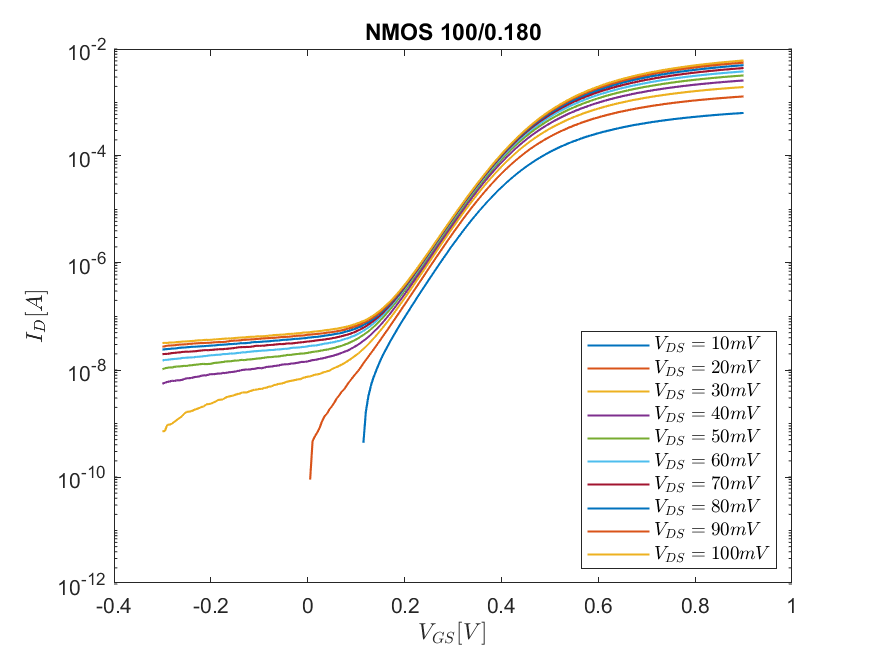 NMOS 100/0.180
10^-2
10^-4
10^-6
10^-8
10^-10
10^-12
I_D[A]
-0.4 -0.2 0 0.2 0.4 0.6 0.8 1
V_GS[V]
V_DS = 10mV
V_DS = 20mV
V_DS = 30mV
V_DS = 40mV
V_DS = 50mV
V_DS = 60mV
V_DS = 70mV
V_DS = 80mV
V_DS = 90mV
V_DS = 100mV